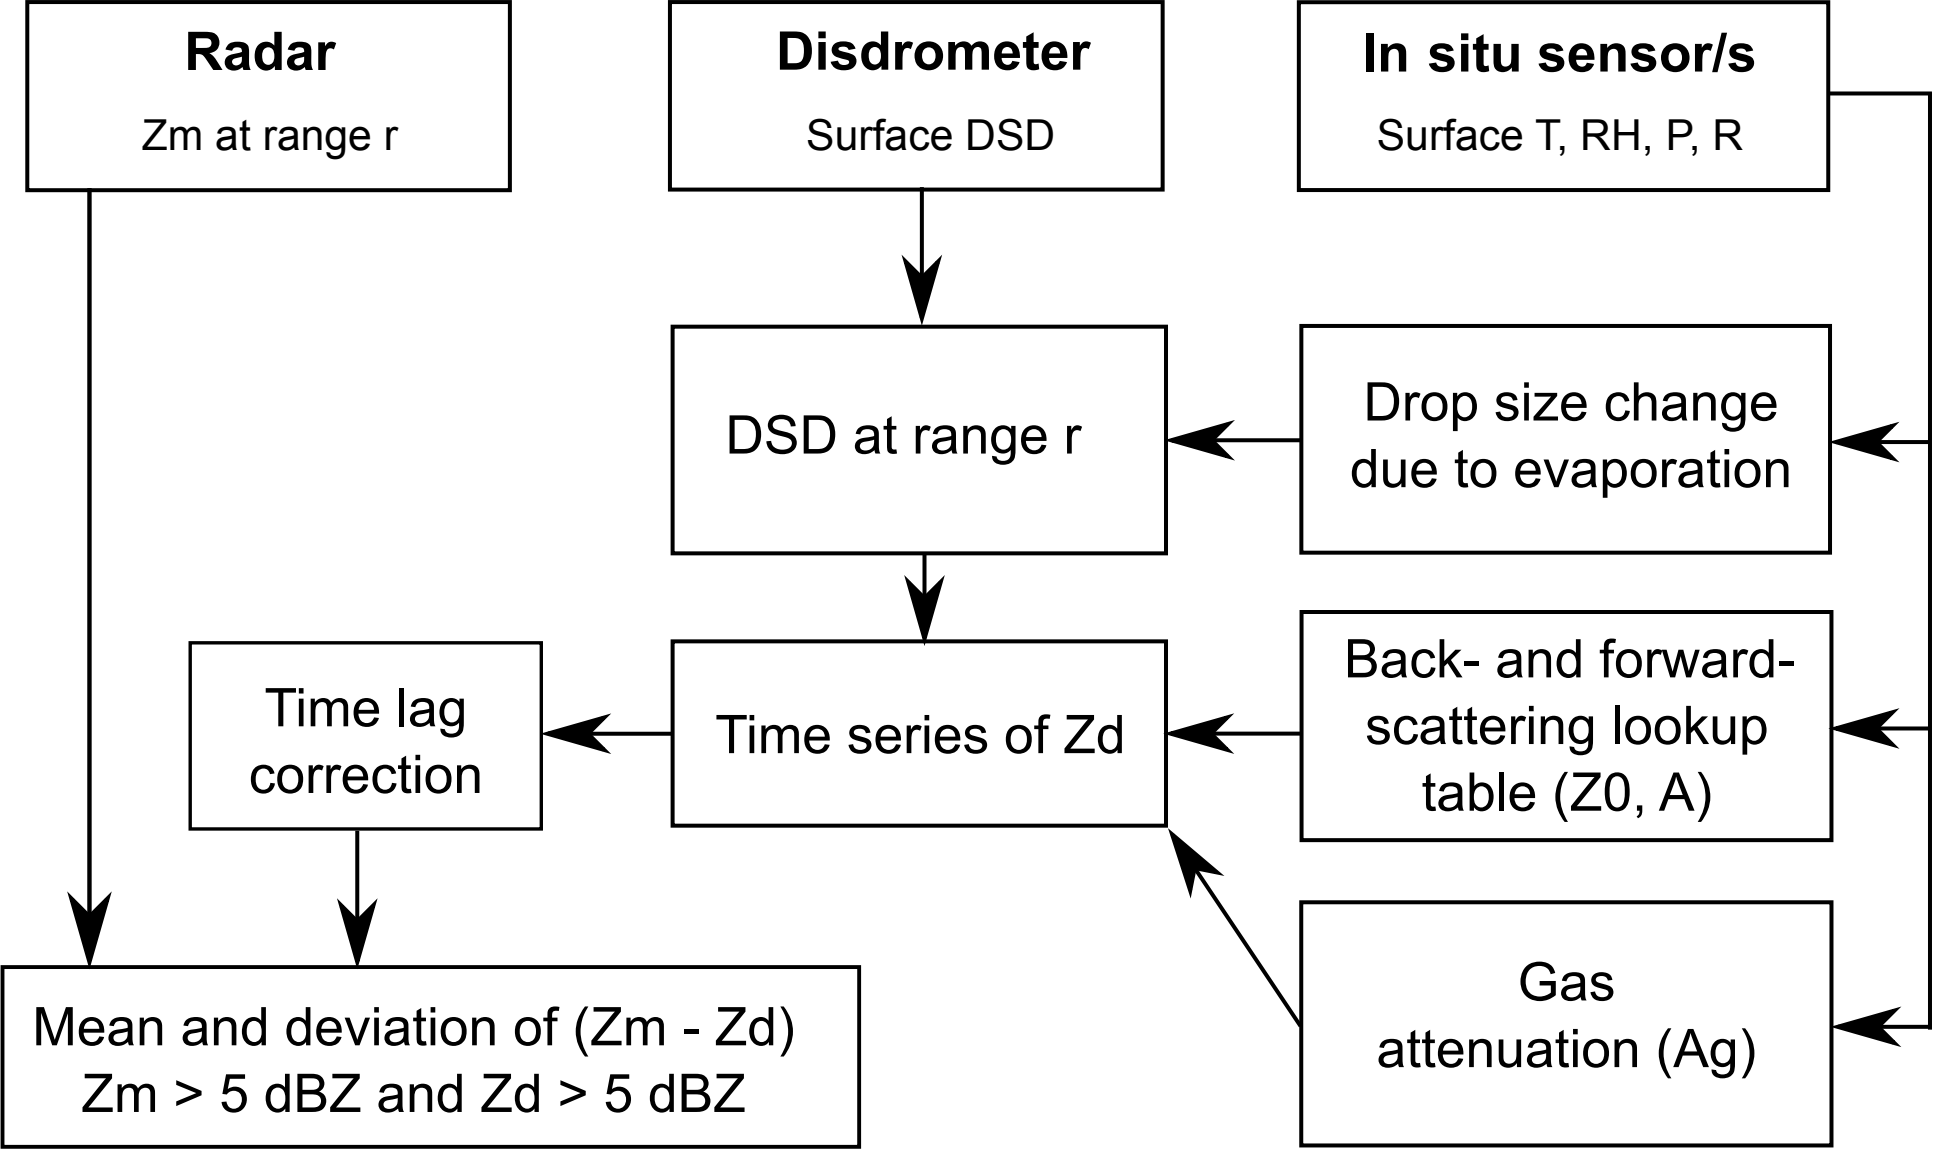 Radar
Zm at range r
Disdrometer
Surface DSD
In situ sensor/s
Surface T, RH, P, R
DSD at range r
Drop size change
due to evaporation
Time lag
correction
Time series of Zd
Back- and forward-
scattering lookup
table (Z0, A)
Gas
attenuation (Ag)
Mean and deviation of (Zm - Zd)
Zm > 5 dBZ and Zd > 5 dBZ